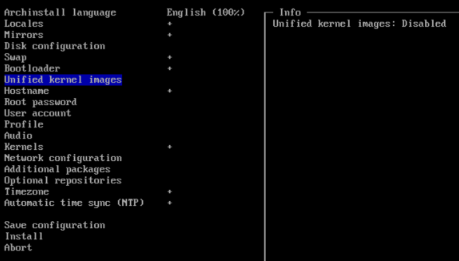 Archinstall language English (100%)
Locales +
Mirrors +
Disk configuration
Swap +
Bootloader +
Unified kernel images
Hostname +
Root password
User account
Profile
Audio
Kernels +
Network configuration
Additional packages
Optional repositories
Timezone +
Automatic time sync (NTP) +
Save configuration
Install
Abort
Info
Unified kernel images: Disabled